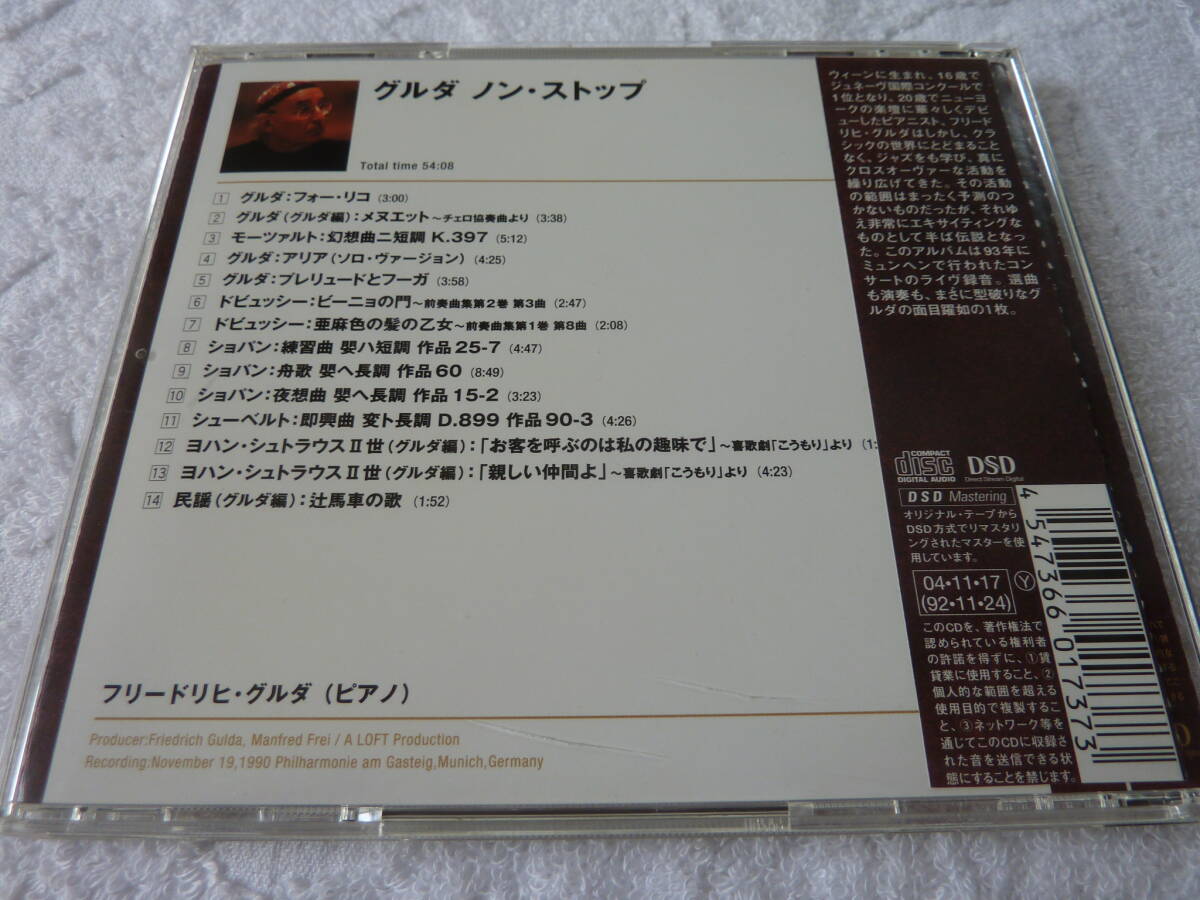 グルダ ノン・ストップ
Total time 54:08
1 グルダ:フォー・リコ (3:00)
2 グルダ(グルダ編):メヌエット～チェロ協奏曲より (3:38)
3 モーツァルト:幻想曲ニ短調 K.397 (5:12)
4 グルダ:アリア(ソロ・ヴァージョン) (4:25)
5 グルダ:プレリュードとフーガ (3:58)
6 ドビュッシー:ビーニョの門～前奏曲集第2巻 第3曲 (2:47)
7 ドビュッシー:亜麻色の髪の乙女～前奏曲集第1巻 第8曲 (2:08)
8 ショパン:練習曲 嬰ハ短調 作品25-7 (4:47)
9 ショパン:舟歌 嬰ヘ長調 作品60 (8:49)
10 ショパン:夜想曲 嬰ヘ長調 作品15-2 (3:23)
11 シューベルト:即興曲 変ト長調 D.899 作品90-3 (4:26)
12 ヨハン・シュトラウスⅡ世(グルダ編):「お客を呼ぶのは私の趣味で」～喜歌劇「こうもり」より (1:
13 ヨハン・シュトラウスⅡ世(グルダ編):「親しい仲間よ」～喜歌劇「こうもり」より (4:23)
14 民謡(グルダ編):辻馬車の歌 (1:52)
フリードリヒ・グルダ(ピアノ)
Producer:Friedrich Gulda, Manfred Frei / A LOFT Production
Recording:November 19,1990 Philharmonie am Gasteig,Munich,Germany
ウィーンに生まれ。16歳で
ジュネーヴ国際コンクールで
1位となり、20歳でニューヨ
ークの楽壇に華々しくデビ
ューしたピアニスト、フリード
リヒ・グルダはしかし、クラ
シックの世界にとどまること
なく、ジャズをも学び、真に
クロスオーヴァーな活動を
繰り広げてきた。その活動
の範囲はまったく予測のつ
かないものだったが、それゆ
え非常にエキサイティングな
ものとして半ば伝説となっ
た。このアルバムは93年に
ミュンヘンで行われたコン
サートのライヴ録音。選曲
も演奏も、まさに型破りなグ
ルダの面目躍如の1枚。
COMPACT
disc
DIGITAL AUDIO
DSD
Direct Stream Digital
DSD Mastering
オリジナル・テープから
DSD方式でリマスタリ
ングされたマスターを使
用しています。
04・11・17
(92・11・24)
Y
このCDを、著作権法で
認められている権利者
の許諾を得ずに、①賃
貸業に使用すること、②
個人的な範囲を超える
使用目的で複製するこ
と、③ネットワーク等を
通じてこのCDに収録さ
れた音を送信できる状
態にすることを禁じます。
4 547366 017373